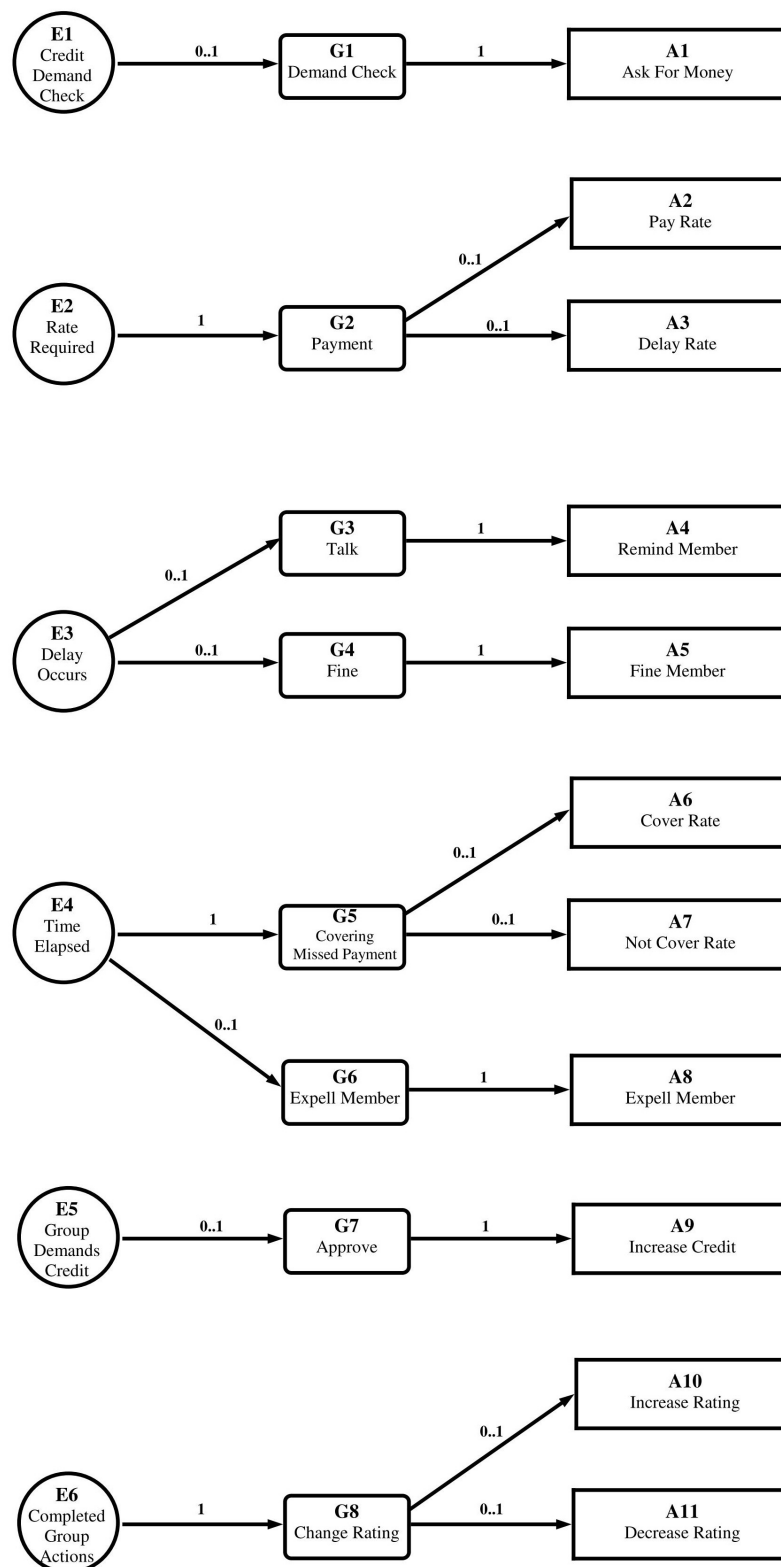 E1
Credit
Demand
Check
0..1
G1
Demand Check
1
A1
Ask For Money
A2
Pay Rate
0..1
E2
Rate
Required
1
G2
Payment
0..1
A3
Delay Rate
G3
Talk
1
A4
Remind Member
0..1
E3
Delay
Occurs
0..1
G4
Fine
1
A5
Fine Member
A6
Cover Rate
0..1
E4
Time
Elapsed
1
G5
Covering
Missed Payment
0..1
A7
Not Cover Rate
0..1
G6
Expell Member
1
A8
Expell Member
E5
Group
Demands
Credit
0..1
G7
Approve
1
A9
Increase Credit
A10
Increase Rating
0..1
E6
Completed
Group
Actions
1
G8
Change Rating
0..1
A11
Decrease Rating